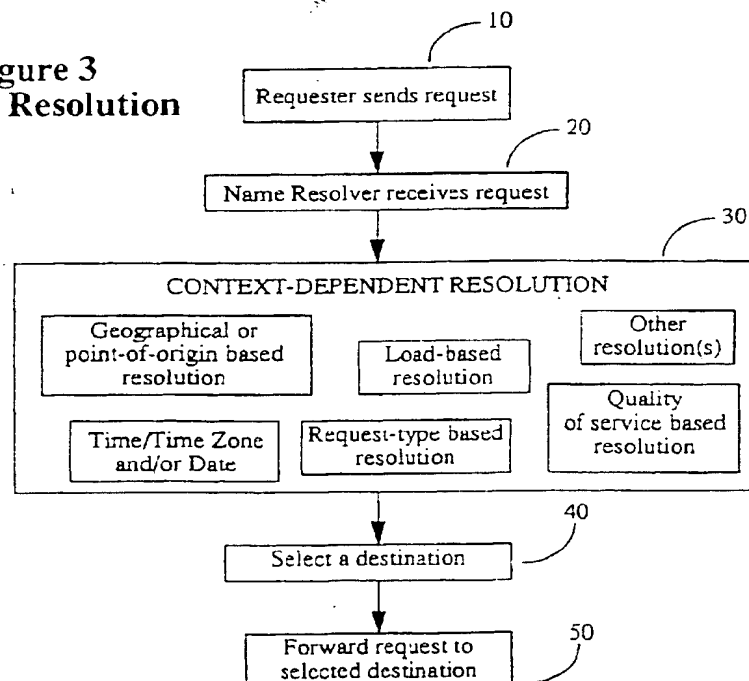 gure 3
Resolution
10
Requester sends request
20
Name Resolver receives request
30
CONTEXT-DEPENDENT RESOLUTION
Geographical or
point-of-origin based
resolution
Load-based
resolution
Other
resolution(s)
Time/Time Zone
and/or Date
Request-type based
resolution
Quality
of service based
resolution
40
Select a destination
50
Forward request to
selected destination